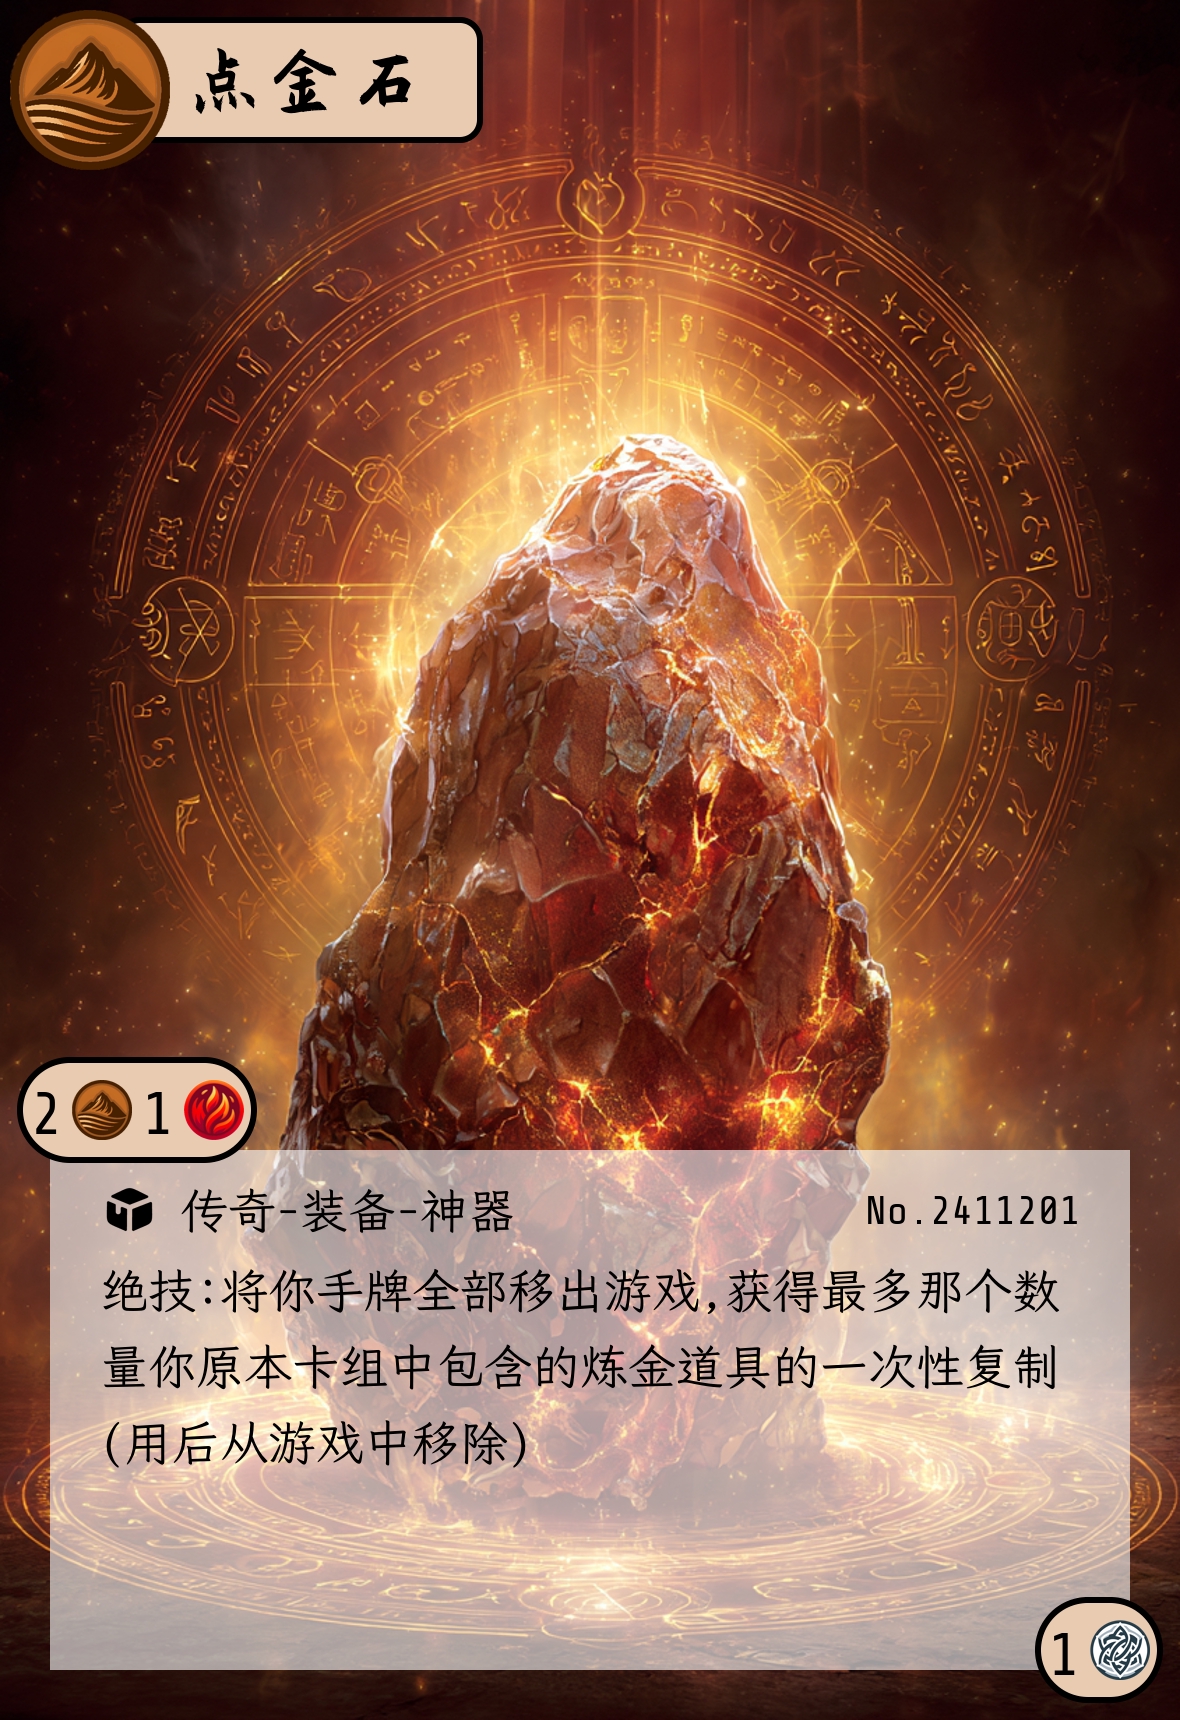 点金石
2 1
传奇-装备-神器 No.2411201
绝技:将你手牌全部移出游戏,获得最多那个数
量你原本卡组中包含的炼金道具的一次性复制
(用后从游戏中移除)
1